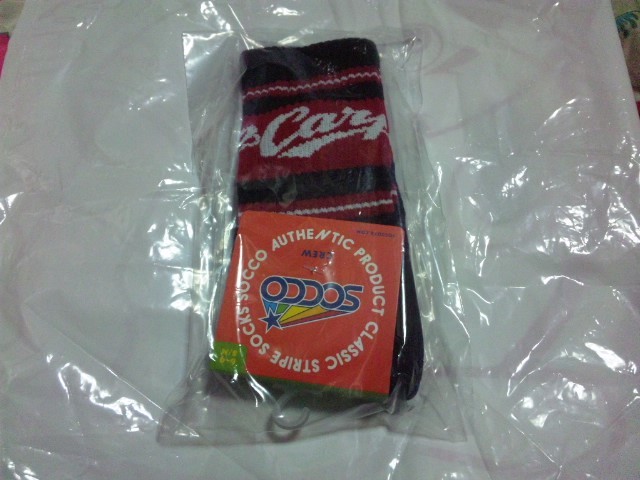 Carp
AUTHENTIC PRODUCT CLASSIC STRIPE SOCKS SOCCO
CREW
SOCCO